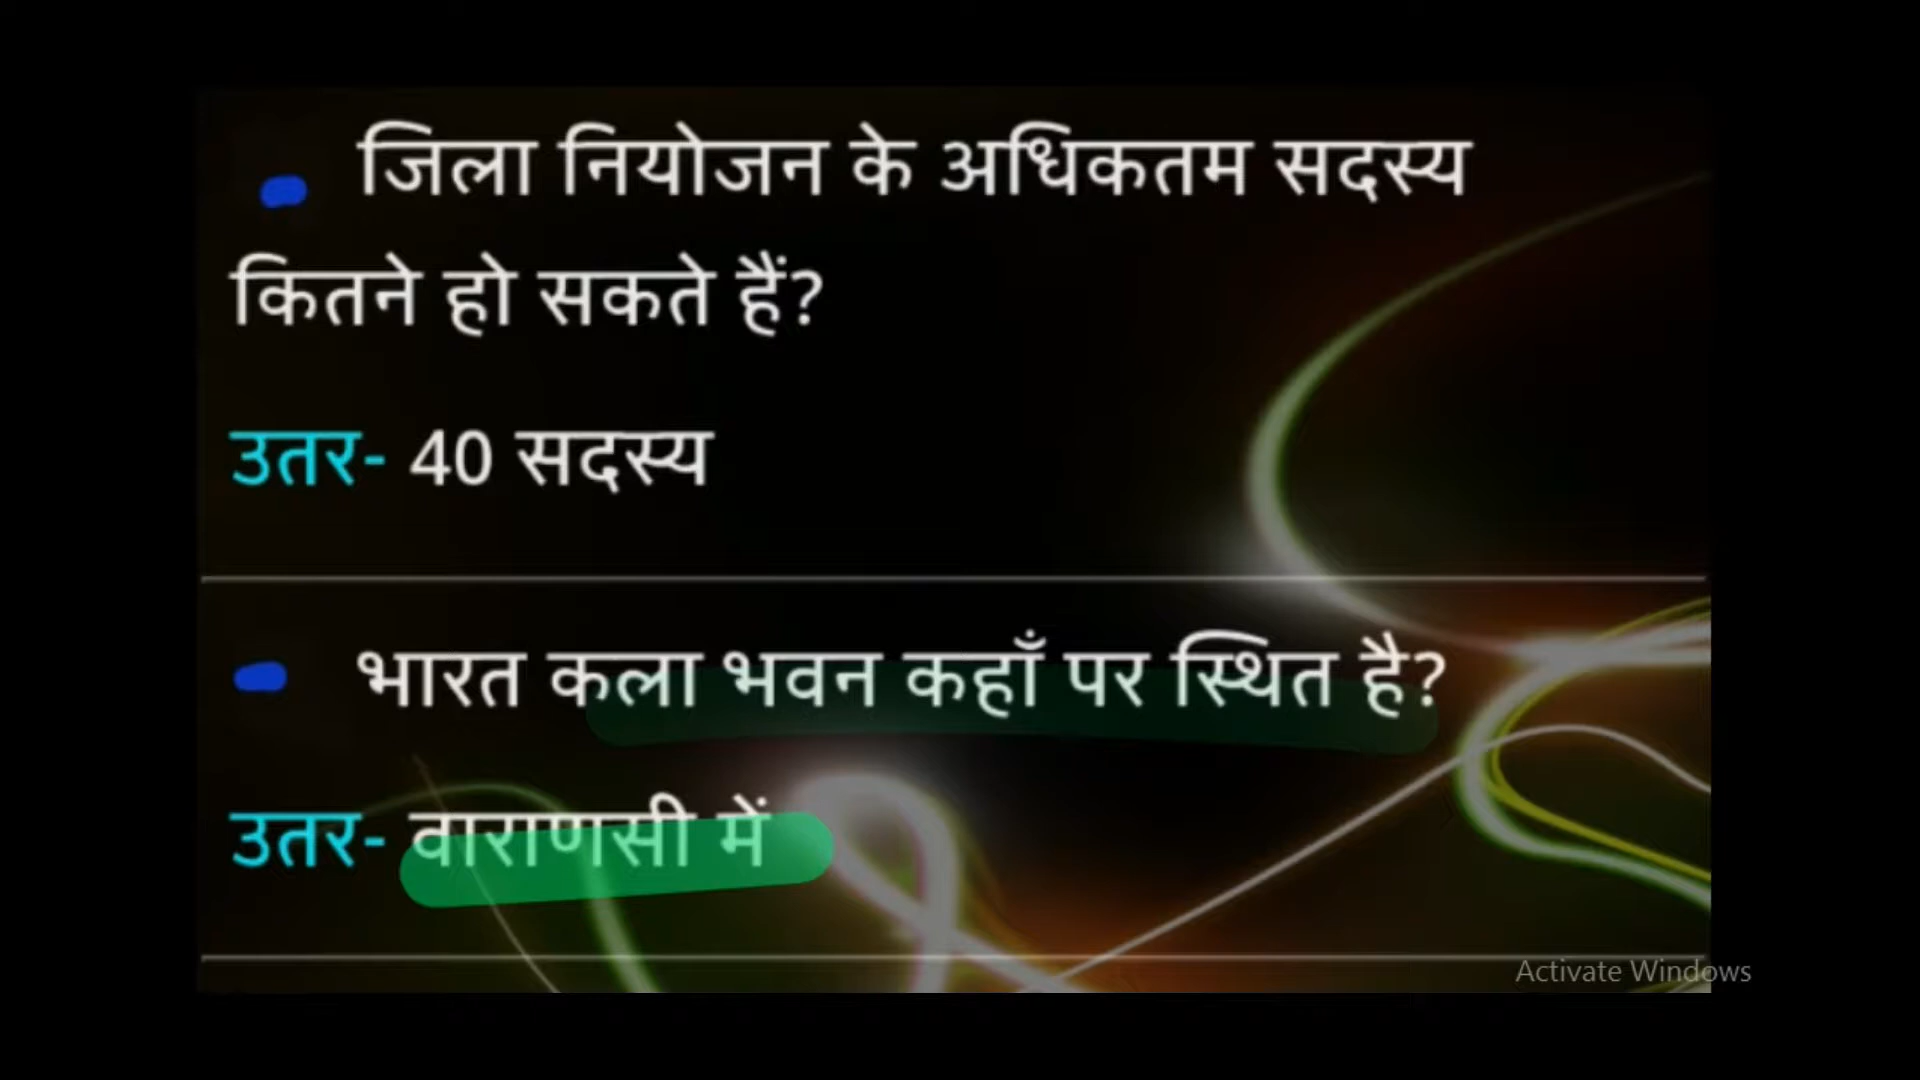 जिला नियोजन के अधिकतम सदस्य
कितने हो सकते हैं?
उतर- 40 सदस्य
भारत कला भवन कहाँ पर स्थित है?
उतर- वाराणसी में
Activate Windows